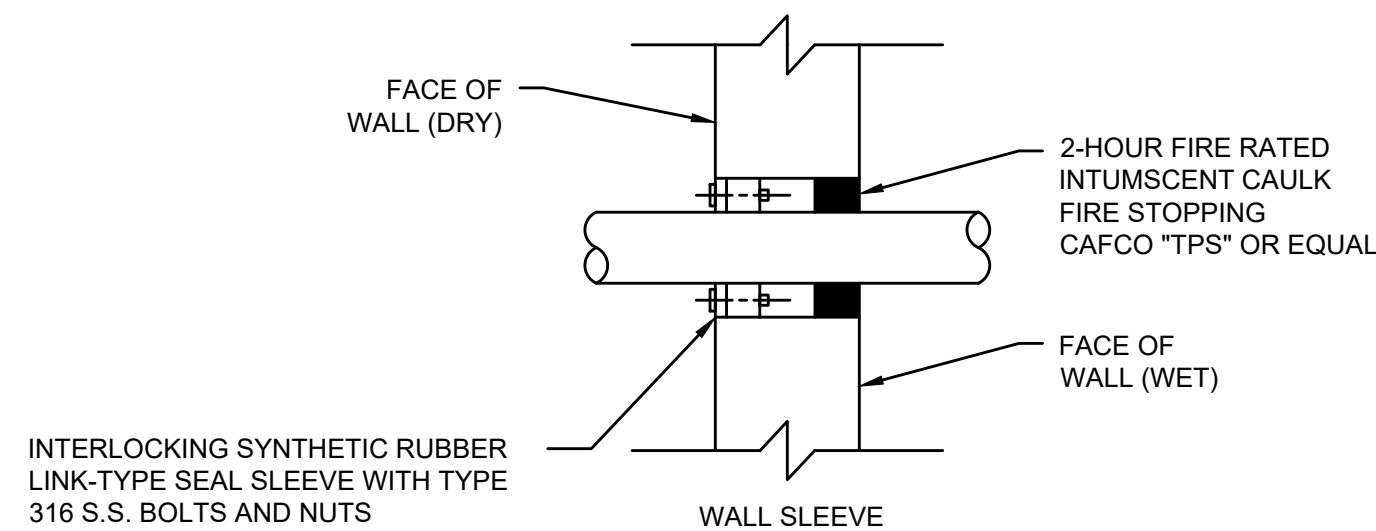 FACE OF
WALL (DRY)
2-HOUR FIRE RATED
INTUMSCENT CAULK
FIRE STOPPING
CAFCO "TPS" OR EQUAL
FACE OF
WALL (WET)
INTERLOCKING SYNTHETIC RUBBER
LINK-TYPE SEAL SLEEVE WITH TYPE
316 S.S. BOLTS AND NUTS
WALL SLEEVE